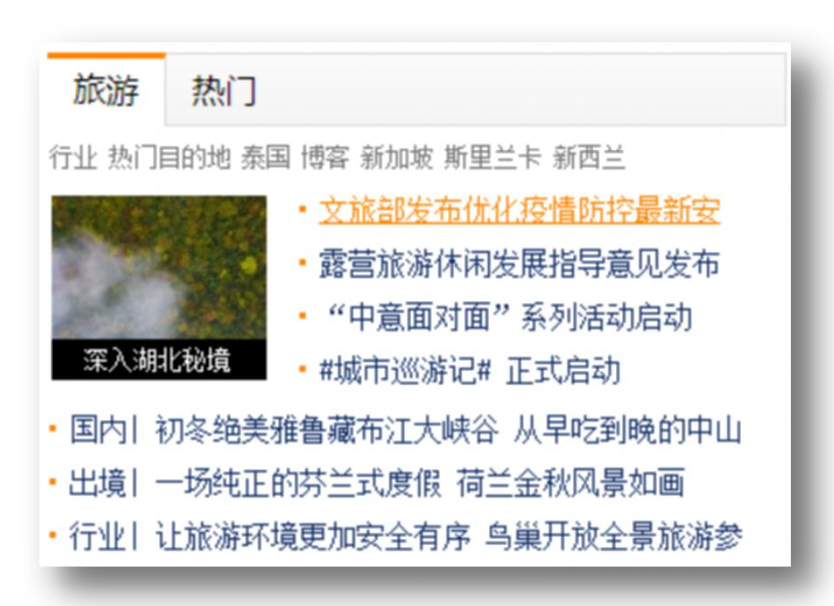 旅游 热门
行业 热门目的地 泰国 博客 新加坡 斯里兰卡 新西兰
文旅部发布优化疫情防控最新安
露营旅游休闲发展指导意见发布
“中意面对面”系列活动启动
#城市巡游记# 正式启动
深入湖北秘境
国内| 初冬绝美雅鲁藏布江大峡谷 从早吃到晚的中山
出境| 一场纯正的芬兰式度假 荷兰金秋风景如画
行业| 让旅游环境更加安全有序 鸟巢开放全景旅游参